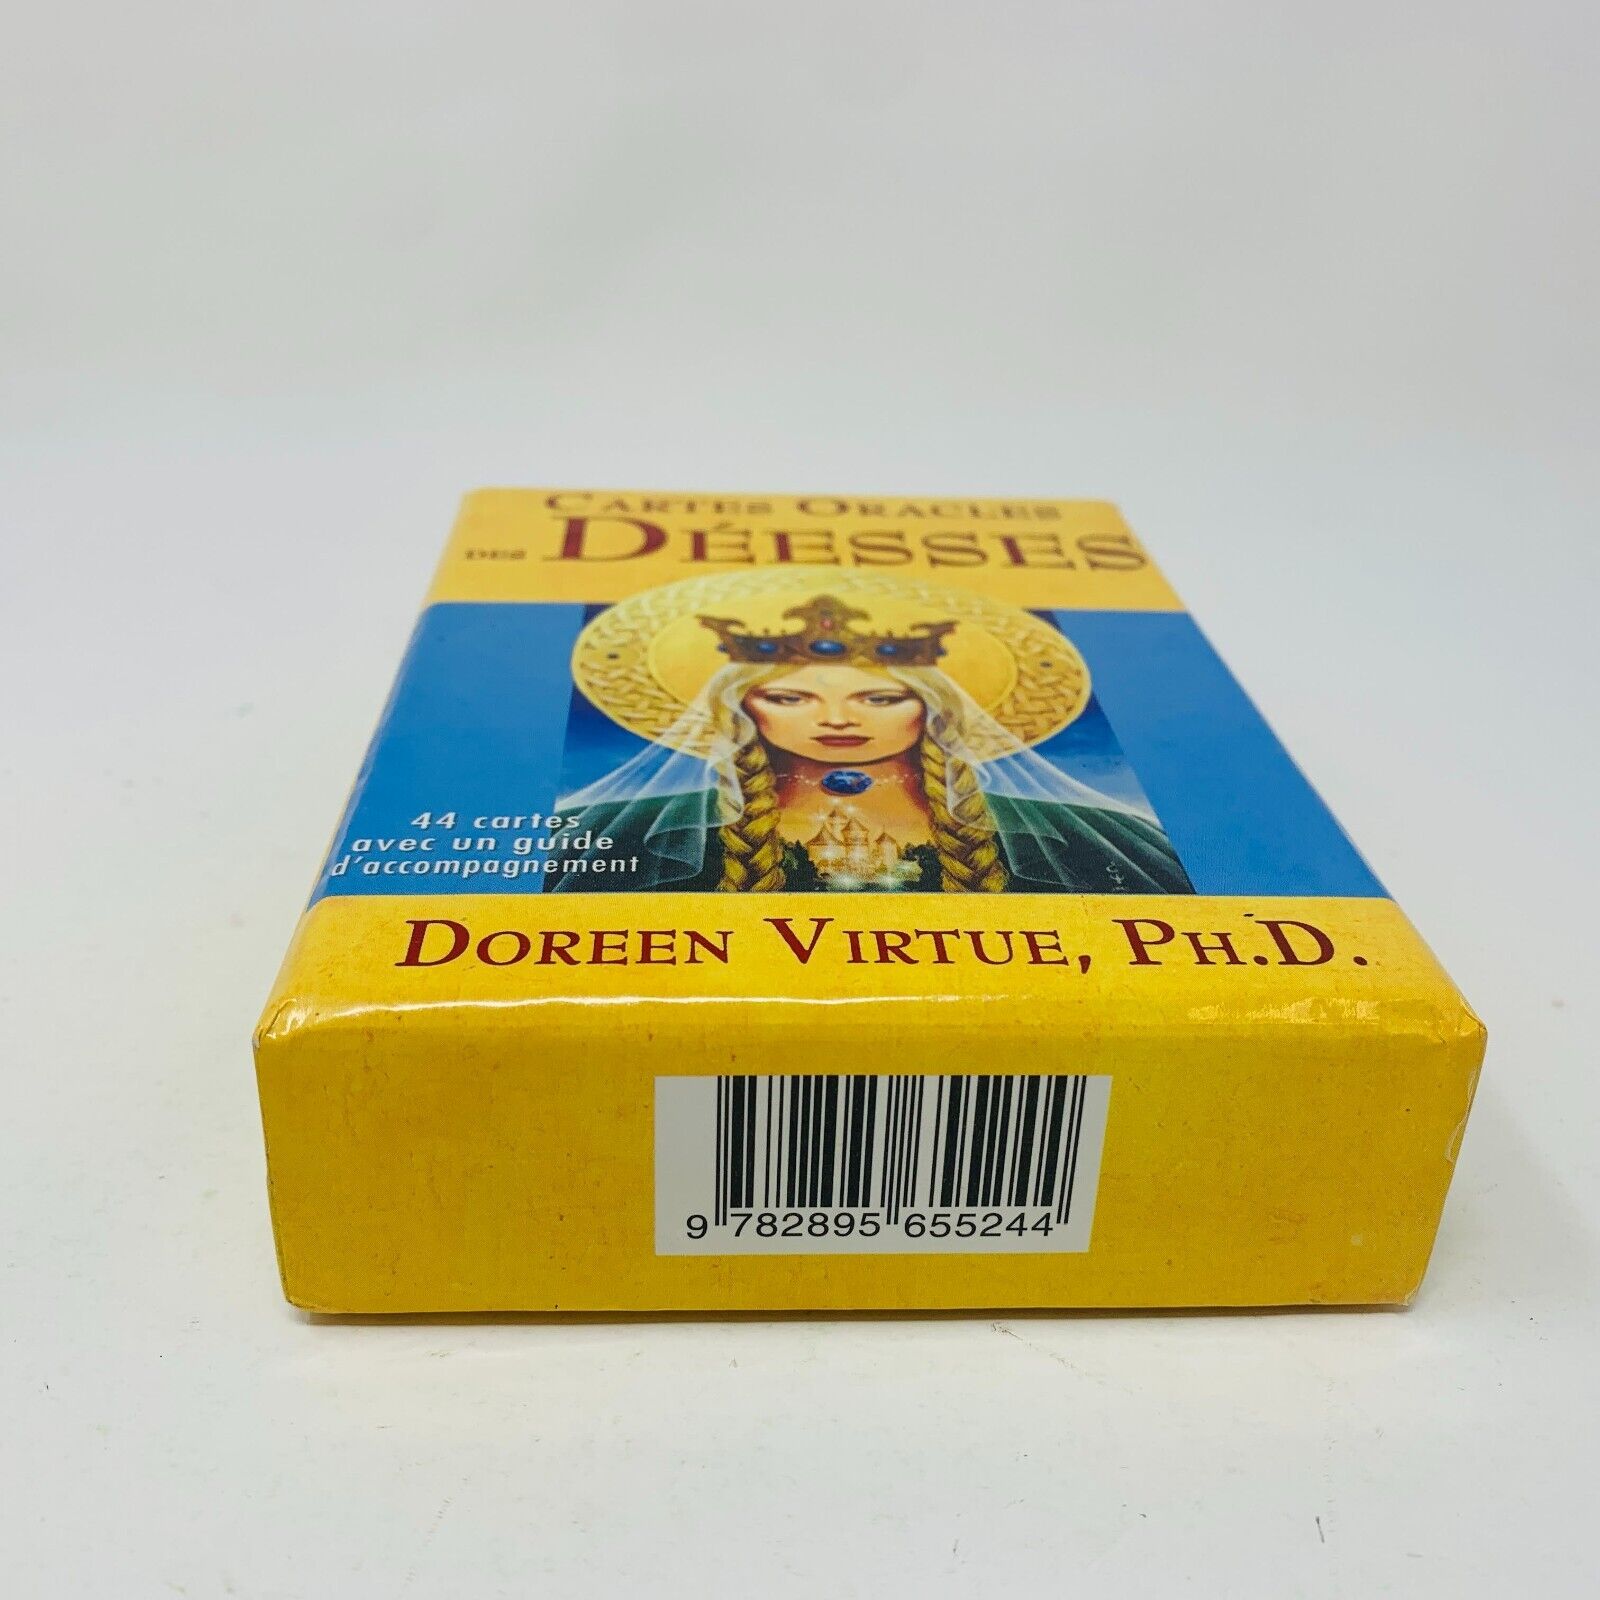 CARTES ORACLES
DES DÉESSES
44 cartes
avec un guide
d'accompagnement
DOREEN VIRTUE, PH.D.
9 782895 655244